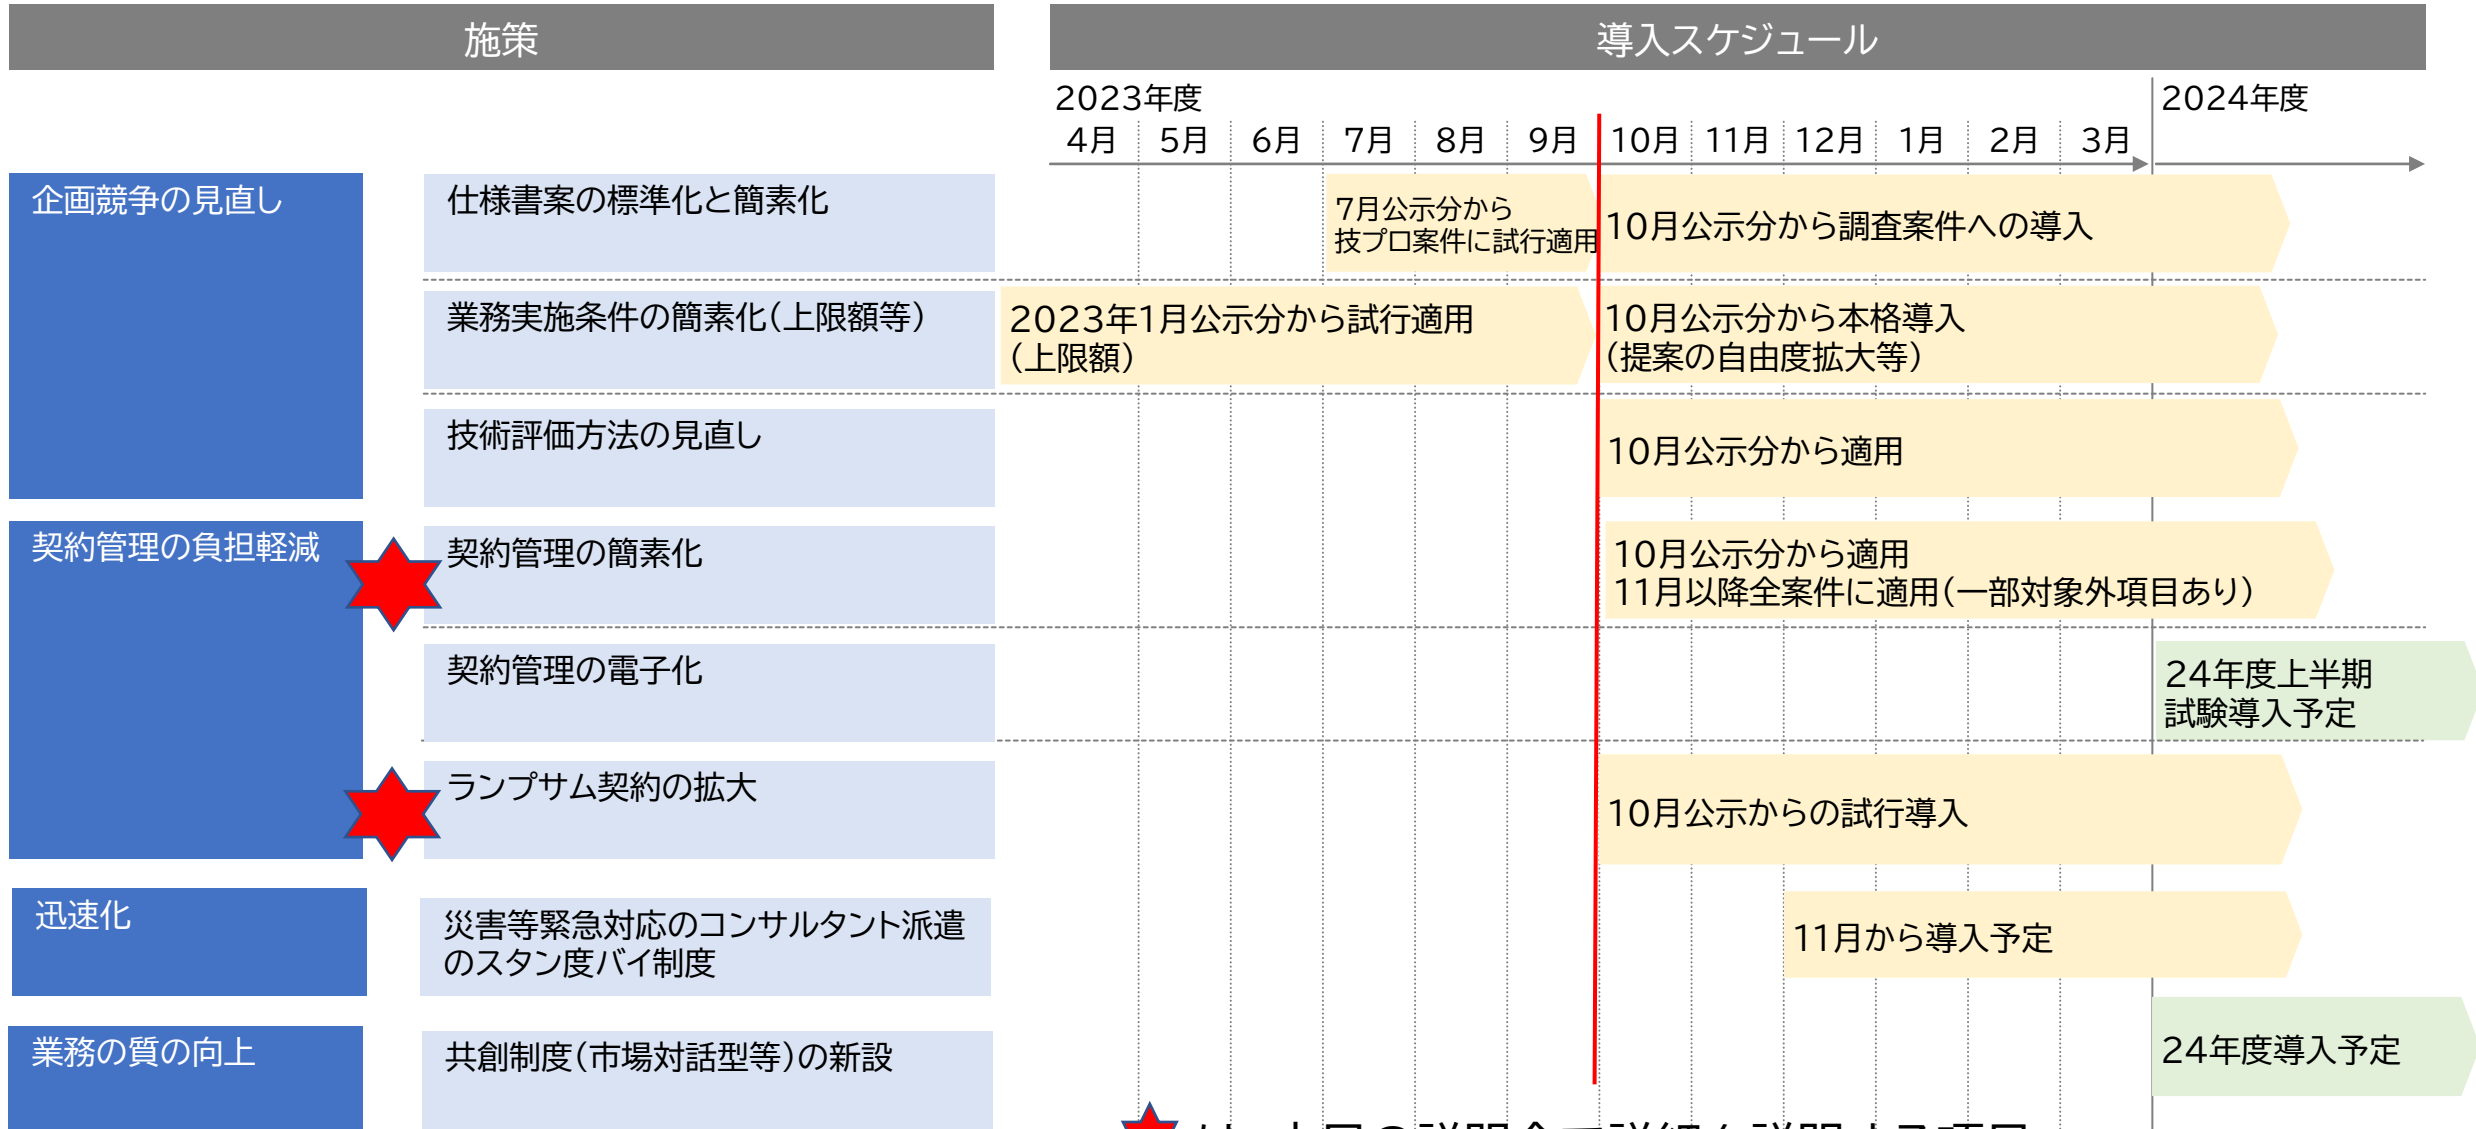 施策
導入スケジュール
2023年度
2024年度
4月 5月 6月 7月 8月 9月 10月 11月 12月 1月 2月 3月
企画競争の見直し
仕様書案の標準化と簡素化
7月公示分から
技プロ案件に試行適用
10月公示分から調査案件への導入
業務実施条件の簡素化(上限額等)
2023年1月公示分から試行適用
(上限額)
10月公示分から本格導入
(提案の自由度拡大等)
技術評価方法の見直し
10月公示分から適用
契約管理の負担軽減
契約管理の簡素化
10月公示分から適用
11月以降全案件に適用(一部対象外項目あり)
契約管理の電子化
24年度上半期
試験導入予定
ランプサム契約の拡大
10月公示からの試行導入
迅速化
災害等緊急対応のコンサルタント派遣
のスタン度バイ制度
11月から導入予定
業務の質の向上
共創制度(市場対話型等)の新設
24年度導入予定